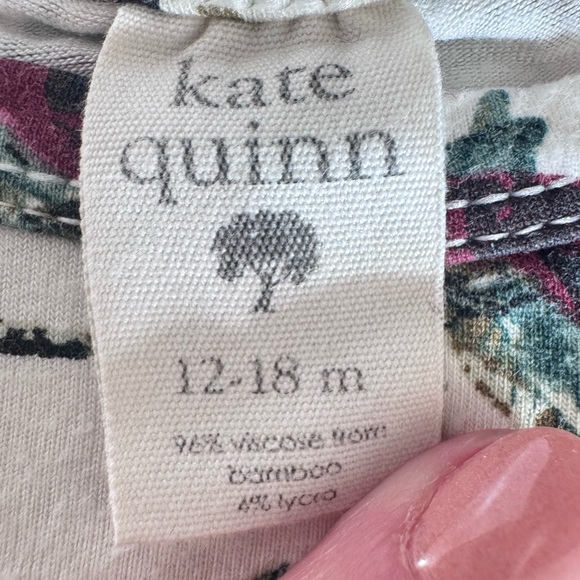 kate
quinn
12-18 m
96% viscose from
bamboo
4% lycra